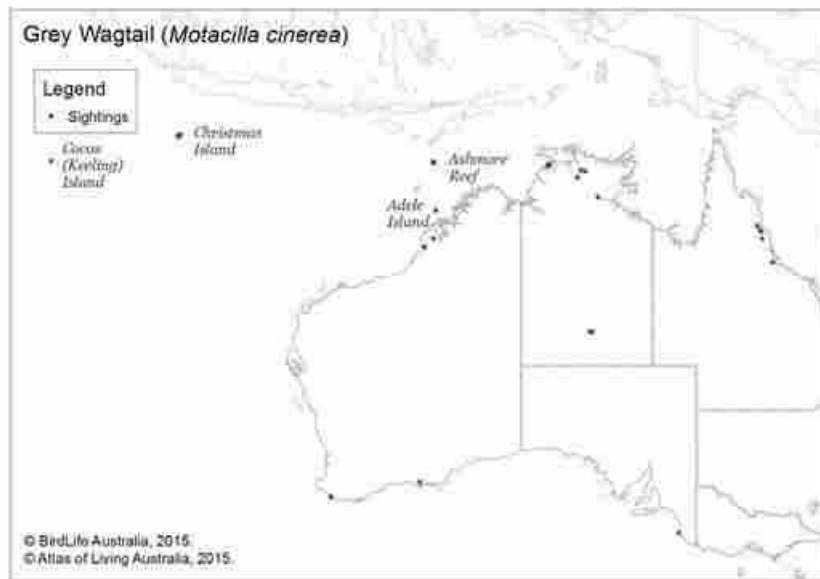 Grey Wagtail (Motacilla cinerea)
Legend
Sightings
Cocos
(Keeling)
Island
Christmas
Island
Ashmore
Reef
Adele
Island
© BirdLife Australia, 2015.
© Atlas of Living Australia, 2015.